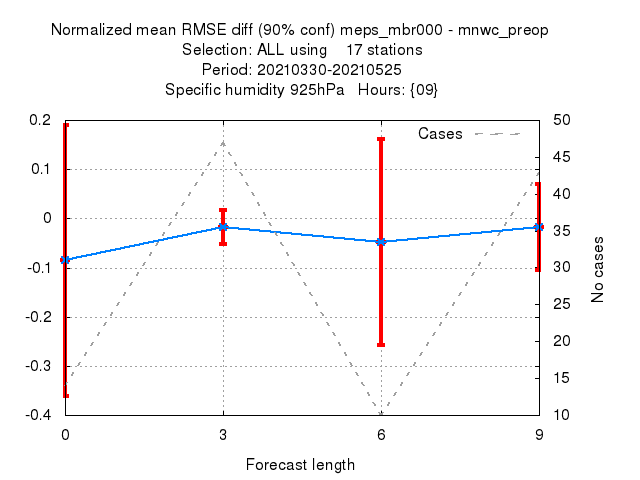 Normalized mean RMSE diff (90% conf) meps_mbr000 - mnwc_preop
Selection: ALL using 17 stations
Period: 20210330-20210525
Specific humidity 925hPa Hours: {09}
Cases
0.2
0.1
0
-0.1
-0.2
-0.3
-0.4
50
45
40
35
30
25
20
15
10
No cases
0 3 6 9
Forecast length